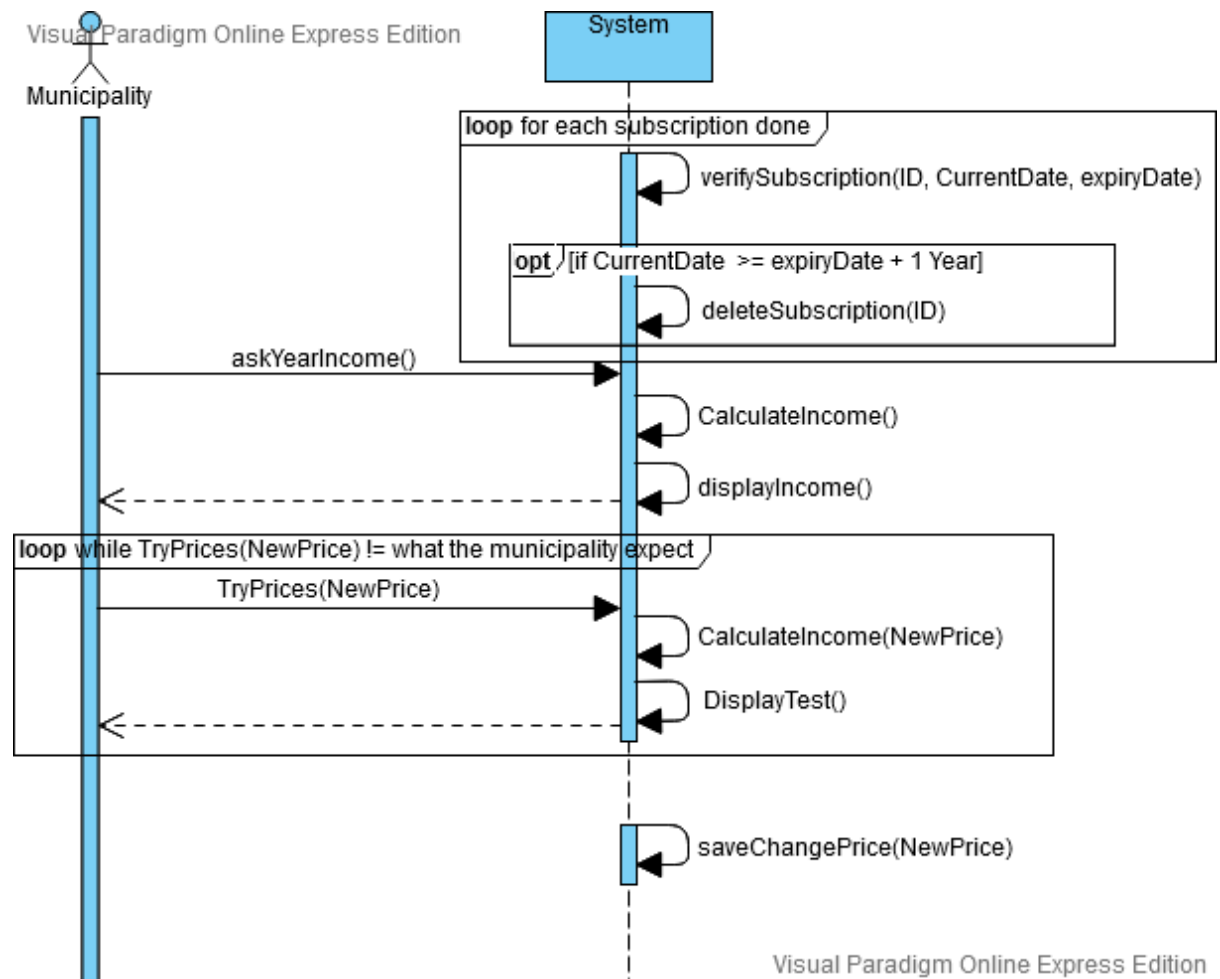 Visual Paradigm Online Express Edition
System
Municipality
loop for each subscription done
verifySubscription(ID, CurrentDate, expiryDate)
opt [if CurrentDate >= expiryDate + 1 Year]
deleteSubscription(ID)
askYearIncome()
CalculateIncome()
displayIncome()
loop while TryPrices(NewPrice) != what the municipality expect
TryPrices(NewPrice)
CalculateIncome(NewPrice)
DisplayTest()
saveChangePrice(NewPrice)
Visual Paradigm Online Express Edition